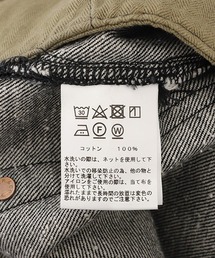 コットン 100%
水洗いの際は、ネットを使用して下
さい。
水洗いでの移染防止の為、他の物と
分けて洗濯して下さい。
アイロンをご使用の際は、当て布を
使用して下さい。
濡れたままで長時間の放置は変色の
恐れがありますのでお避け下さい。